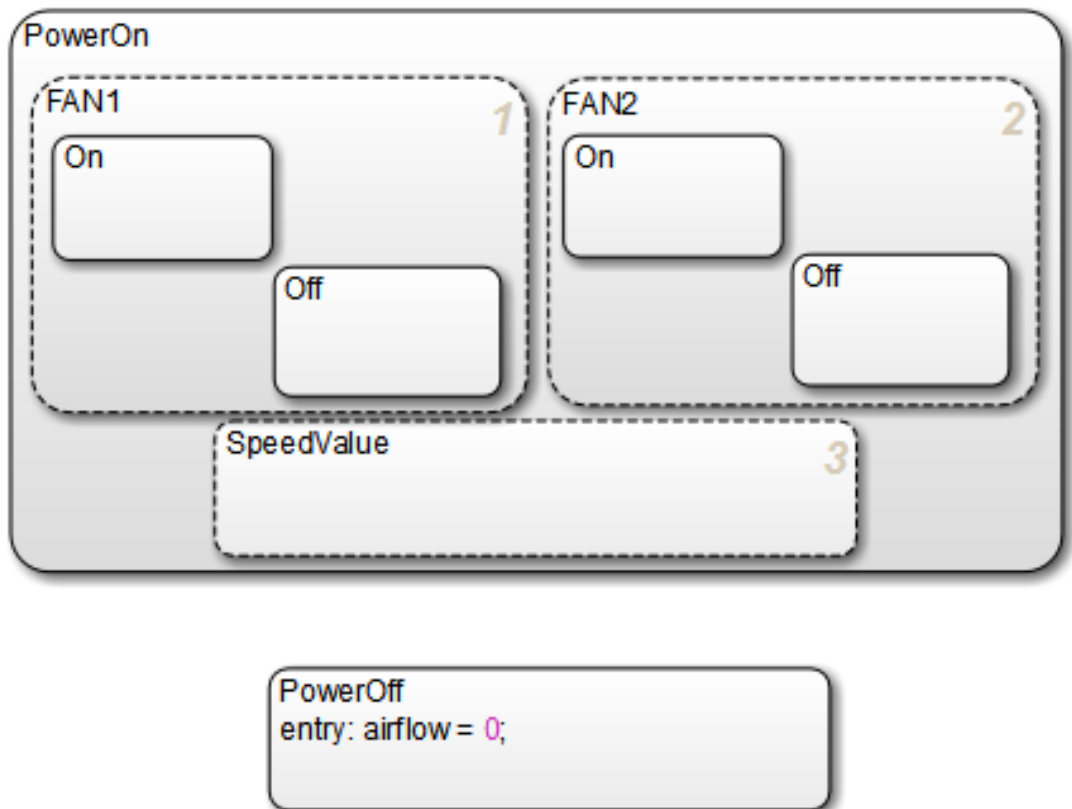 PowerOn
FAN1
1
On
Off
FAN2
2
On
Off
SpeedValue
3
PowerOff
entry: airflow = 0;